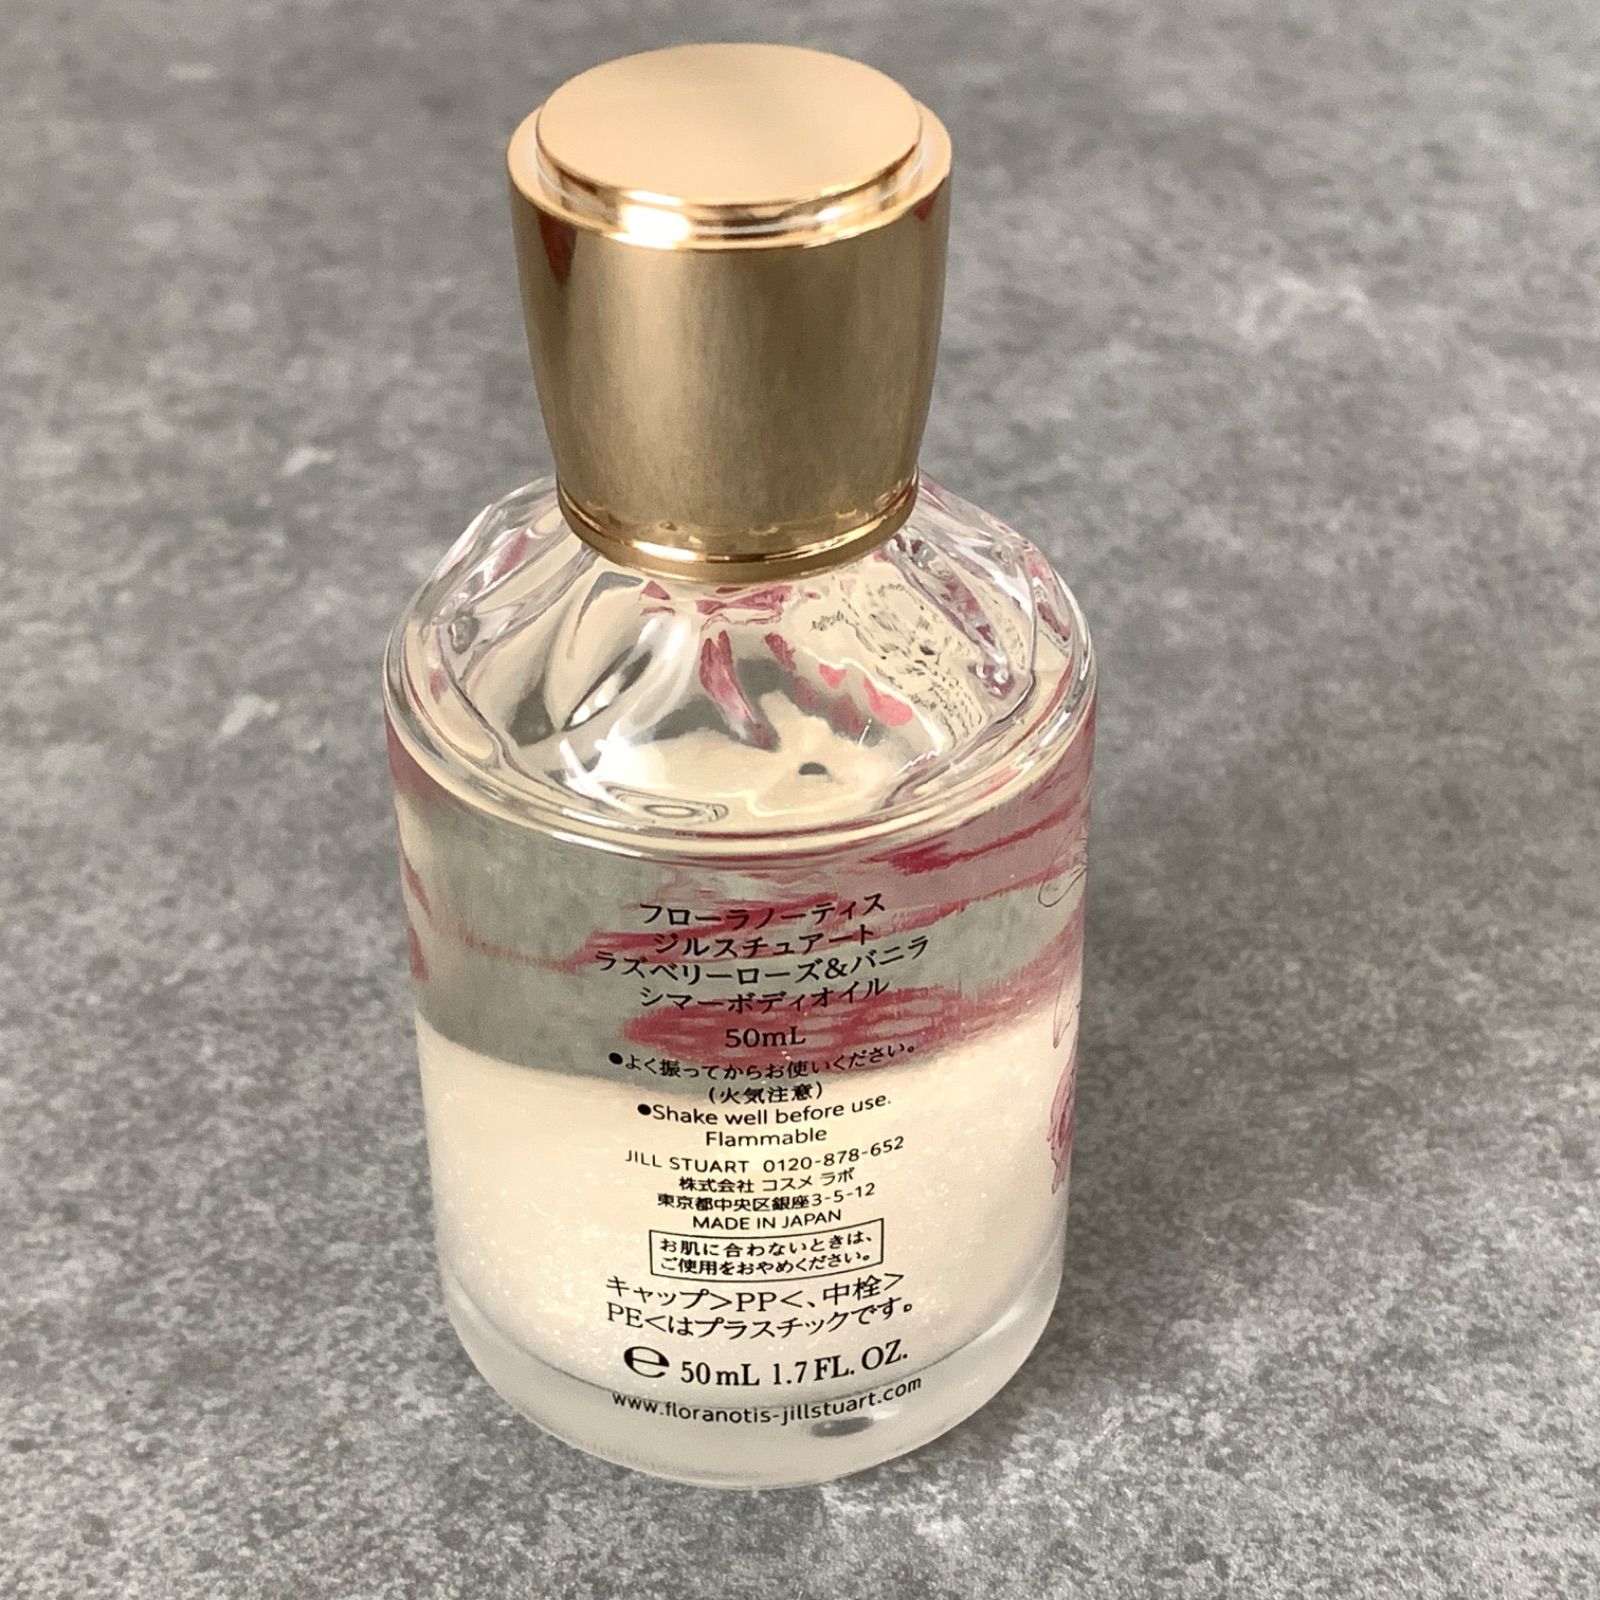 フローラノーティス
ジルスチュアート
ラズベリーローズ&バニラ
シマーボディオイル
50mL
●よく振ってからお使いください。
(火気注意)
●Shake well before use.
Flammable
JILL STUART 0120-878-652
株式会社 コスメ ラボ
東京都中央区銀座3-5-12
MADE IN JAPAN
お肌に合わないときは、
ご使用をおやめください。
キャップ>PP<、中栓>
PE<はプラスチックです。
℮ 50mL 1.7FL. OZ.
www.floranotis-jillstuart.com